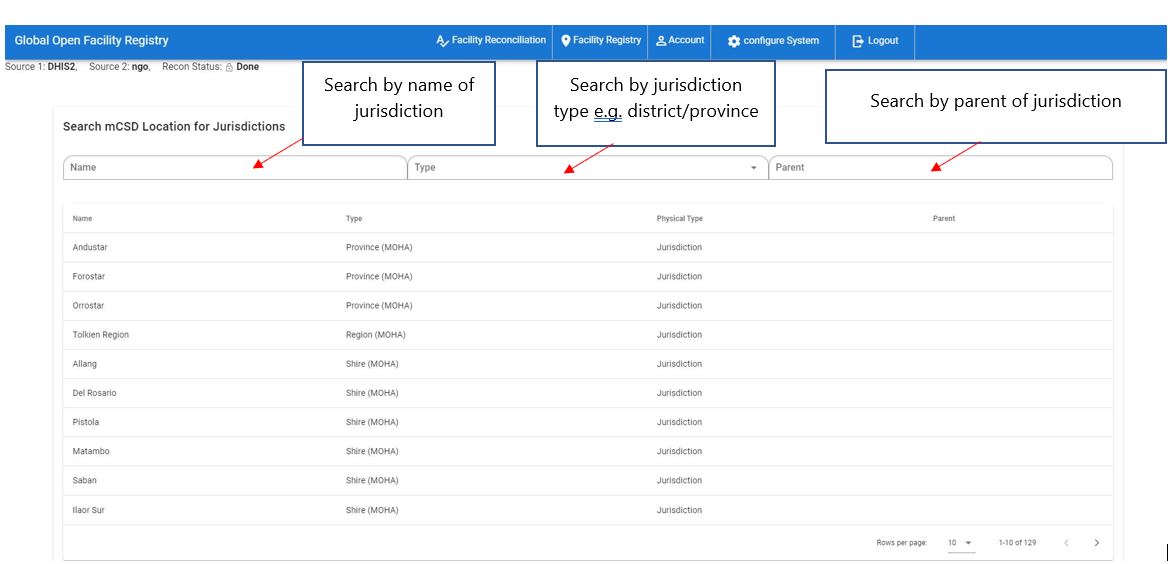 Global Open Facility Registry
Facility Reconciliation Facility Registry Account configure System Logout
Source 1: DHIS2, Source 2: ngo, Recon Status: Done
Search by name of
jurisdiction
Search by jurisdiction
type e.g. district/province
Search by parent of jurisdiction
Search mCSD Location for Jurisdictions
Name Type Parent
Name Type Physical Type Parent
Andustar Province (MOHA) Jurisdiction
Forostar Province (MOHA) Jurisdiction
Orrostar Province (MOHA) Jurisdiction
Tolkien Region Region (MOHA) Jurisdiction
Allang Shire (MOHA) Jurisdiction
Del Rosario Shire (MOHA) Jurisdiction
Pistola Shire (MOHA) Jurisdiction
Matambo Shire (MOHA) Jurisdiction
Saban Shire (MOHA) Jurisdiction
Ilaor Sur Shire (MOHA) Jurisdiction
Rows per page: 10 1-10 of 129